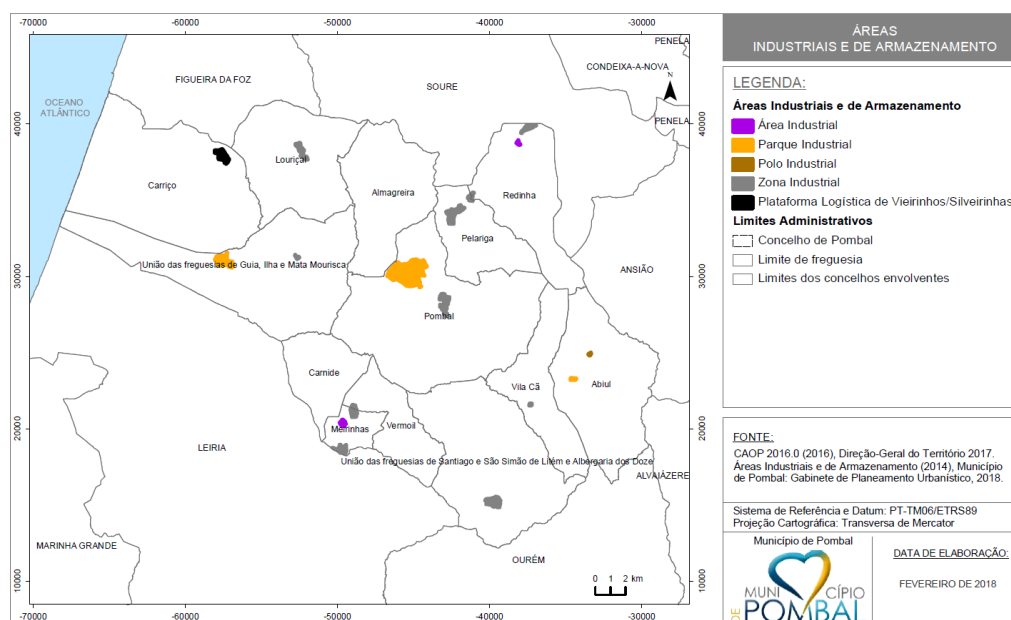 -70000
-60000
-50000
-40000
-30000
PENELA
CONDEIXA-A-NOVA
FIGUEIRA DA FOZ
SOURE
OCEANO
ATLÂNTICO
N
PENELA
40000
40000
Louriçal
Carriço
Almagreira
Redinha
Pelariga
União das freguesias de Guia, Ilha e Mata Mourisca
ANSIÃO
30000
30000
Pombal
Carnide
Vila Cã
Abiul
Meirinhas
Vermoil
20000
20000
LEIRIA
União das freguesias de Santiago e São Simão de Litém e Albergaria dos Doze
ALVAIÁZERE
MARINHA GRANDE
OURÉM
10000
10000
0 1 2 km
-70000
-60000
-50000
-40000
-30000
ÁREAS
INDUSTRIAIS E DE ARMAZENAMENTO
LEGENDA:
Áreas Industriais e de Armazenamento
Área Industrial
Parque Industrial
Polo Industrial
Zona Industrial
Plataforma Logística de Vieirinhos/Silveirinhas
Limites Administrativos
Concelho de Pombal
Limite de freguesia
Limites dos concelhos envolventes
FONTE:
CAOP 2016.0 (2016), Direção-Geral do Território 2017.
Áreas Industriais e de Armazenamento (2014), Município
de Pombal: Gabinete de Planeamento Urbanístico, 2018.
Sistema de Referência e Datum: PT-TM06/ETRS89
Projeção Cartográfica: Transversa de Mercator
Município de Pombal
MUNI CÍPIO
DE POMBAL
DATA DE ELABORAÇÃO:
FEVEREIRO DE 2018